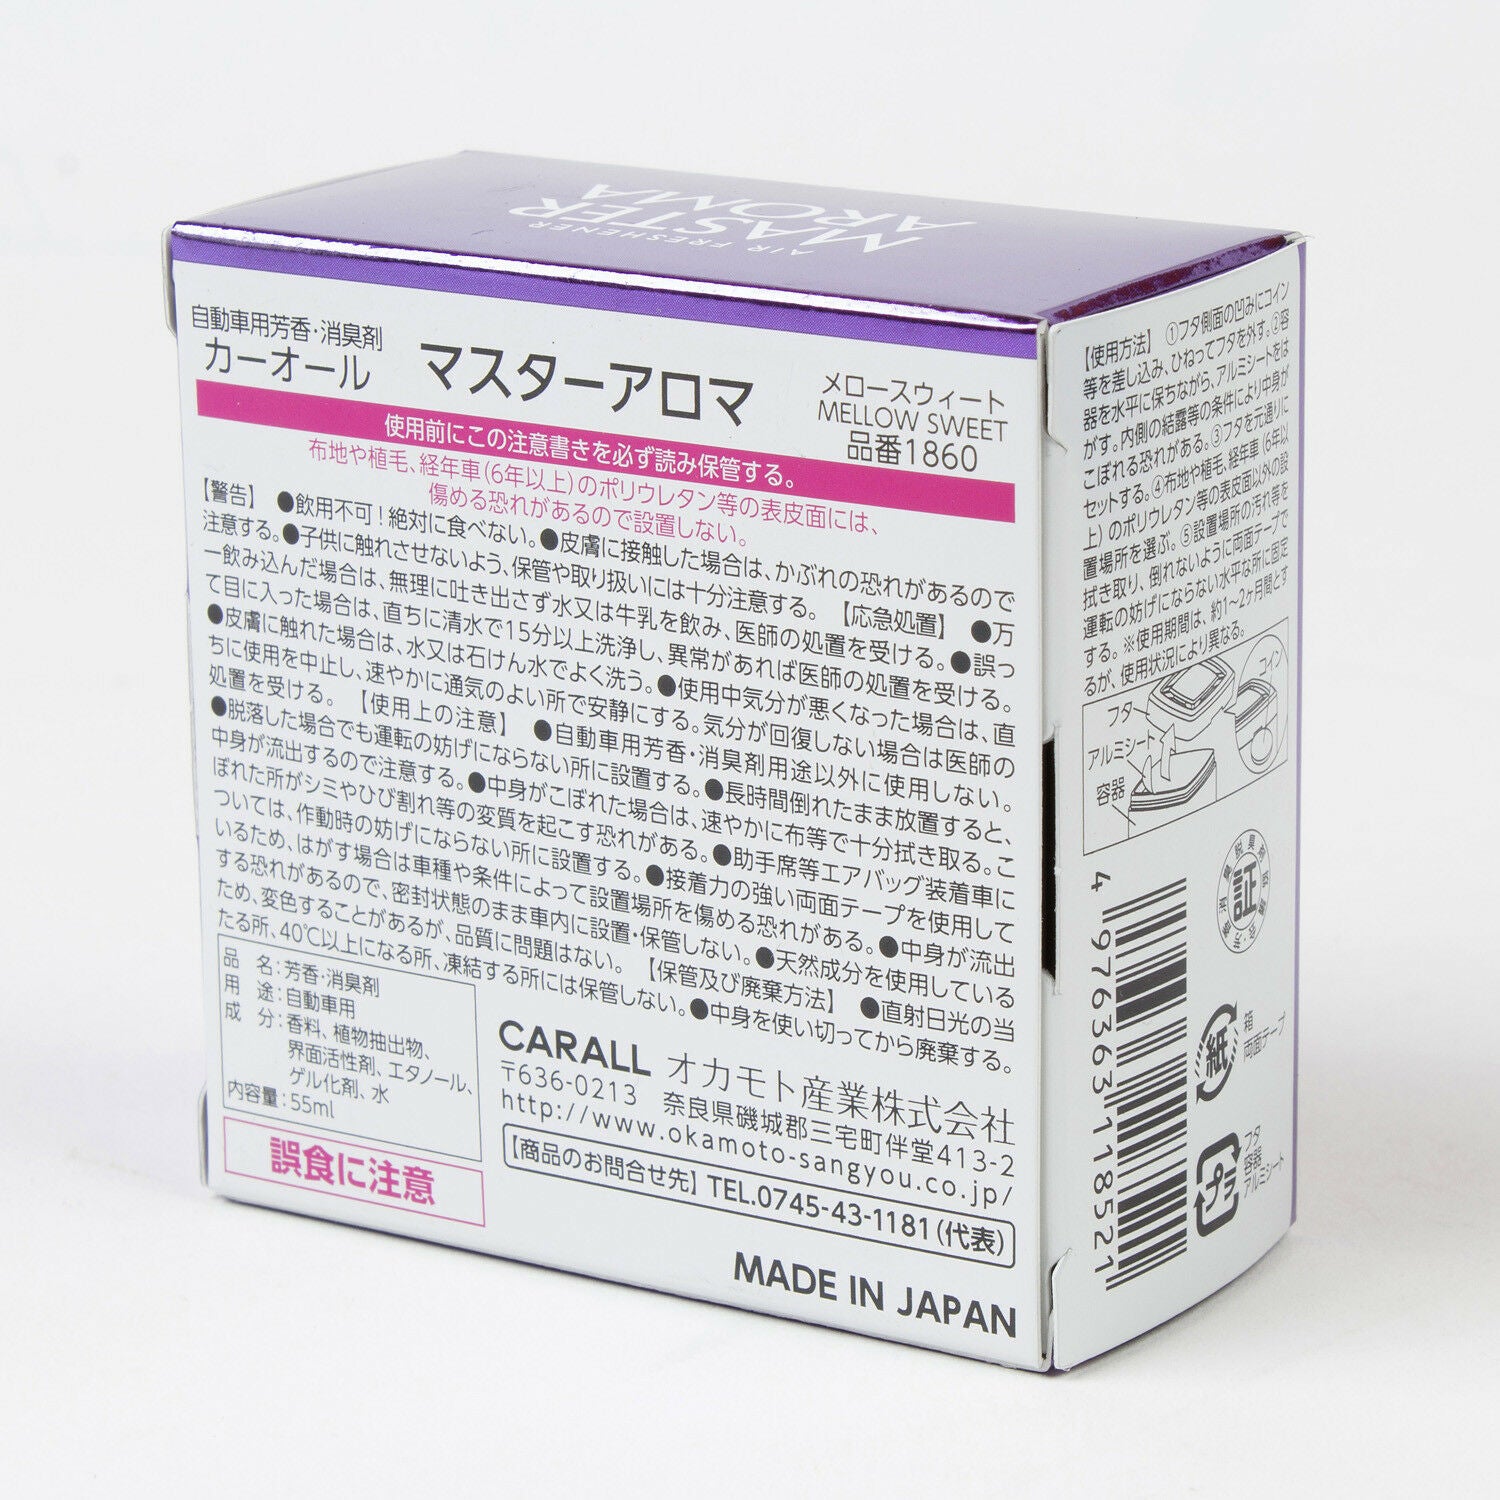 AIR FRESHENER
MASTER
AROMA
自動車用芳香・消臭剤
カーオール マスターアロマ
メロースウィート
MELLOW SWEET
品番1860
使用前にこの注意書きを必ず読み保管する。
布地や植毛、経年車(6年以上)のポリウレタン等の表皮面には、
傷める恐れがあるので設置しない。
【警告】 ●飲用不可!絶対に食べない。●皮膚に接触した場合は、かぶれの恐れがあるので
注意する。●子供に触れさせないよう、保管や取り扱いには十分注意する。【応急処置】 ●万
一飲み込んだ場合は、無理に吐き出さず水又は牛乳を飲み、医師の処置を受ける。●誤っ
て目に入った場合は、直ちに清水で15分以上洗浄し、異常があれば医師の処置を受ける。
●皮膚に触れた場合は、水又は石けん水でよく洗う。●使用中気分が悪くなった場合は、直
ちに使用を中止し、速やかに通気のよい所で安静にする。気分が回復しない場合は医師の
処置を受ける。 【使用上の注意】 ●自動車用芳香・消臭剤用途以外に使用しない。
●脱落した場合でも運転の妨げにならない所に設置する。●長時間倒れたまま放置すると、
中身が流出するので注意する。●中身がこぼれた場合は、速やかに布等で十分拭き取る。こ
ぼれた所がシミやひび割れ等の変質を起こす恐れがある。●助手席等エアバッグ装着車に
ついては、作動時の妨げにならない所に設置する。●接着力の強い両面テープを使用して
いるため、はがす場合は車種や条件によって設置場所を傷める恐れがある。●中身が流出
する恐れがあるので、密封状態のまま車内に設置・保管しない。●天然成分を使用している
ため、変色することがあるが、品質に問題はない。 【保管及び廃棄方法】 ●直射日光の当
たる所、40℃以上になる所、凍結する所には保管しない。●中身を使い切ってから廃棄する。
品 名:芳香・消臭剤
用 途:自動車用
成 分:香料、植物抽出物、
界面活性剤、エタノール、
ゲル化剤、水
内容量:55ml
誤食に注意
CARALL オカモト産業株式会社
〒636-0213 奈良県磯城郡三宅町伴堂413-2
http://www.okamoto-sangyou.co.jp/
【商品のお問合せ先】TEL.0745-43-1181(代表)
MADE IN JAPAN
【使用方法】 ①フタ側面の凹みにコイン
等を差し込み、ひねってフタを外す。②容
器を水平に保ちながら、アルミシートをは
がす。内側の結露等の条件により中身が
こぼれる恐れがある。③フタを元通りに
セットする。④布地や植毛、経年車(6年以
上)のポリウレタン等の表皮面以外の設
置場所を選ぶ。⑤設置場所の汚れ等を
拭き取り、倒れないように両面テープで
運転の妨げにならない水平な所に固定
する。※使用期間は、約1〜2ヶ月間とす
るが、使用状況により異なる。
フタ
コイン
アルミシート
容器
証
4 976363 118521
紙
箱
両面テープ
プラ
フタ
容器
アルミシート